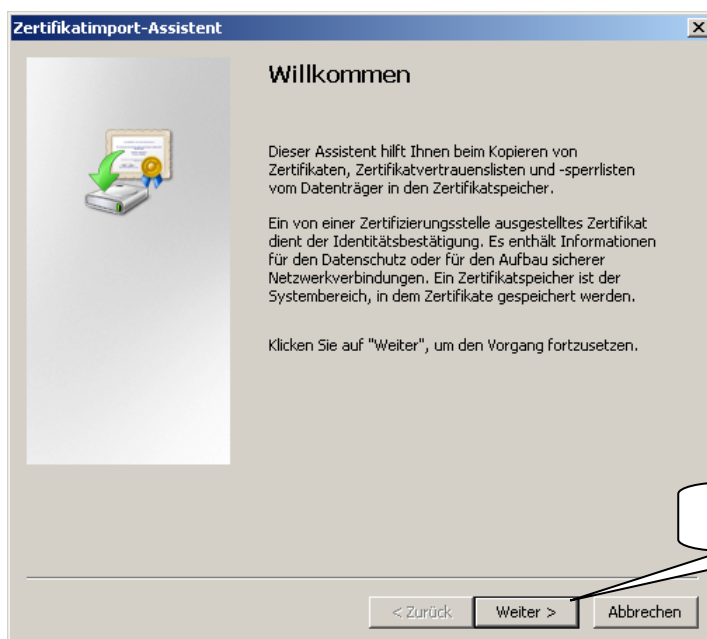 Zertifikatimport-Assistent
Willkommen
Dieser Assistent hilft Ihnen beim Kopieren von
Zertifikaten, Zertifikatvertrauenslisten und -sperrlisten
vom Datenträger in den Zertifikatspeicher.
Ein von einer Zertifizierungsstelle ausgestelltes Zertifikat
dient der Identitätsbestätigung. Es enthält Informationen
für den Datenschutz oder für den Aufbau sicherer
Netzwerkverbindungen. Ein Zertifikatspeicher ist der
Systembereich, in dem Zertifikate gespeichert werden.
Klicken Sie auf "Weiter", um den Vorgang fortzusetzen.
< Zurück Weiter > Abbrechen